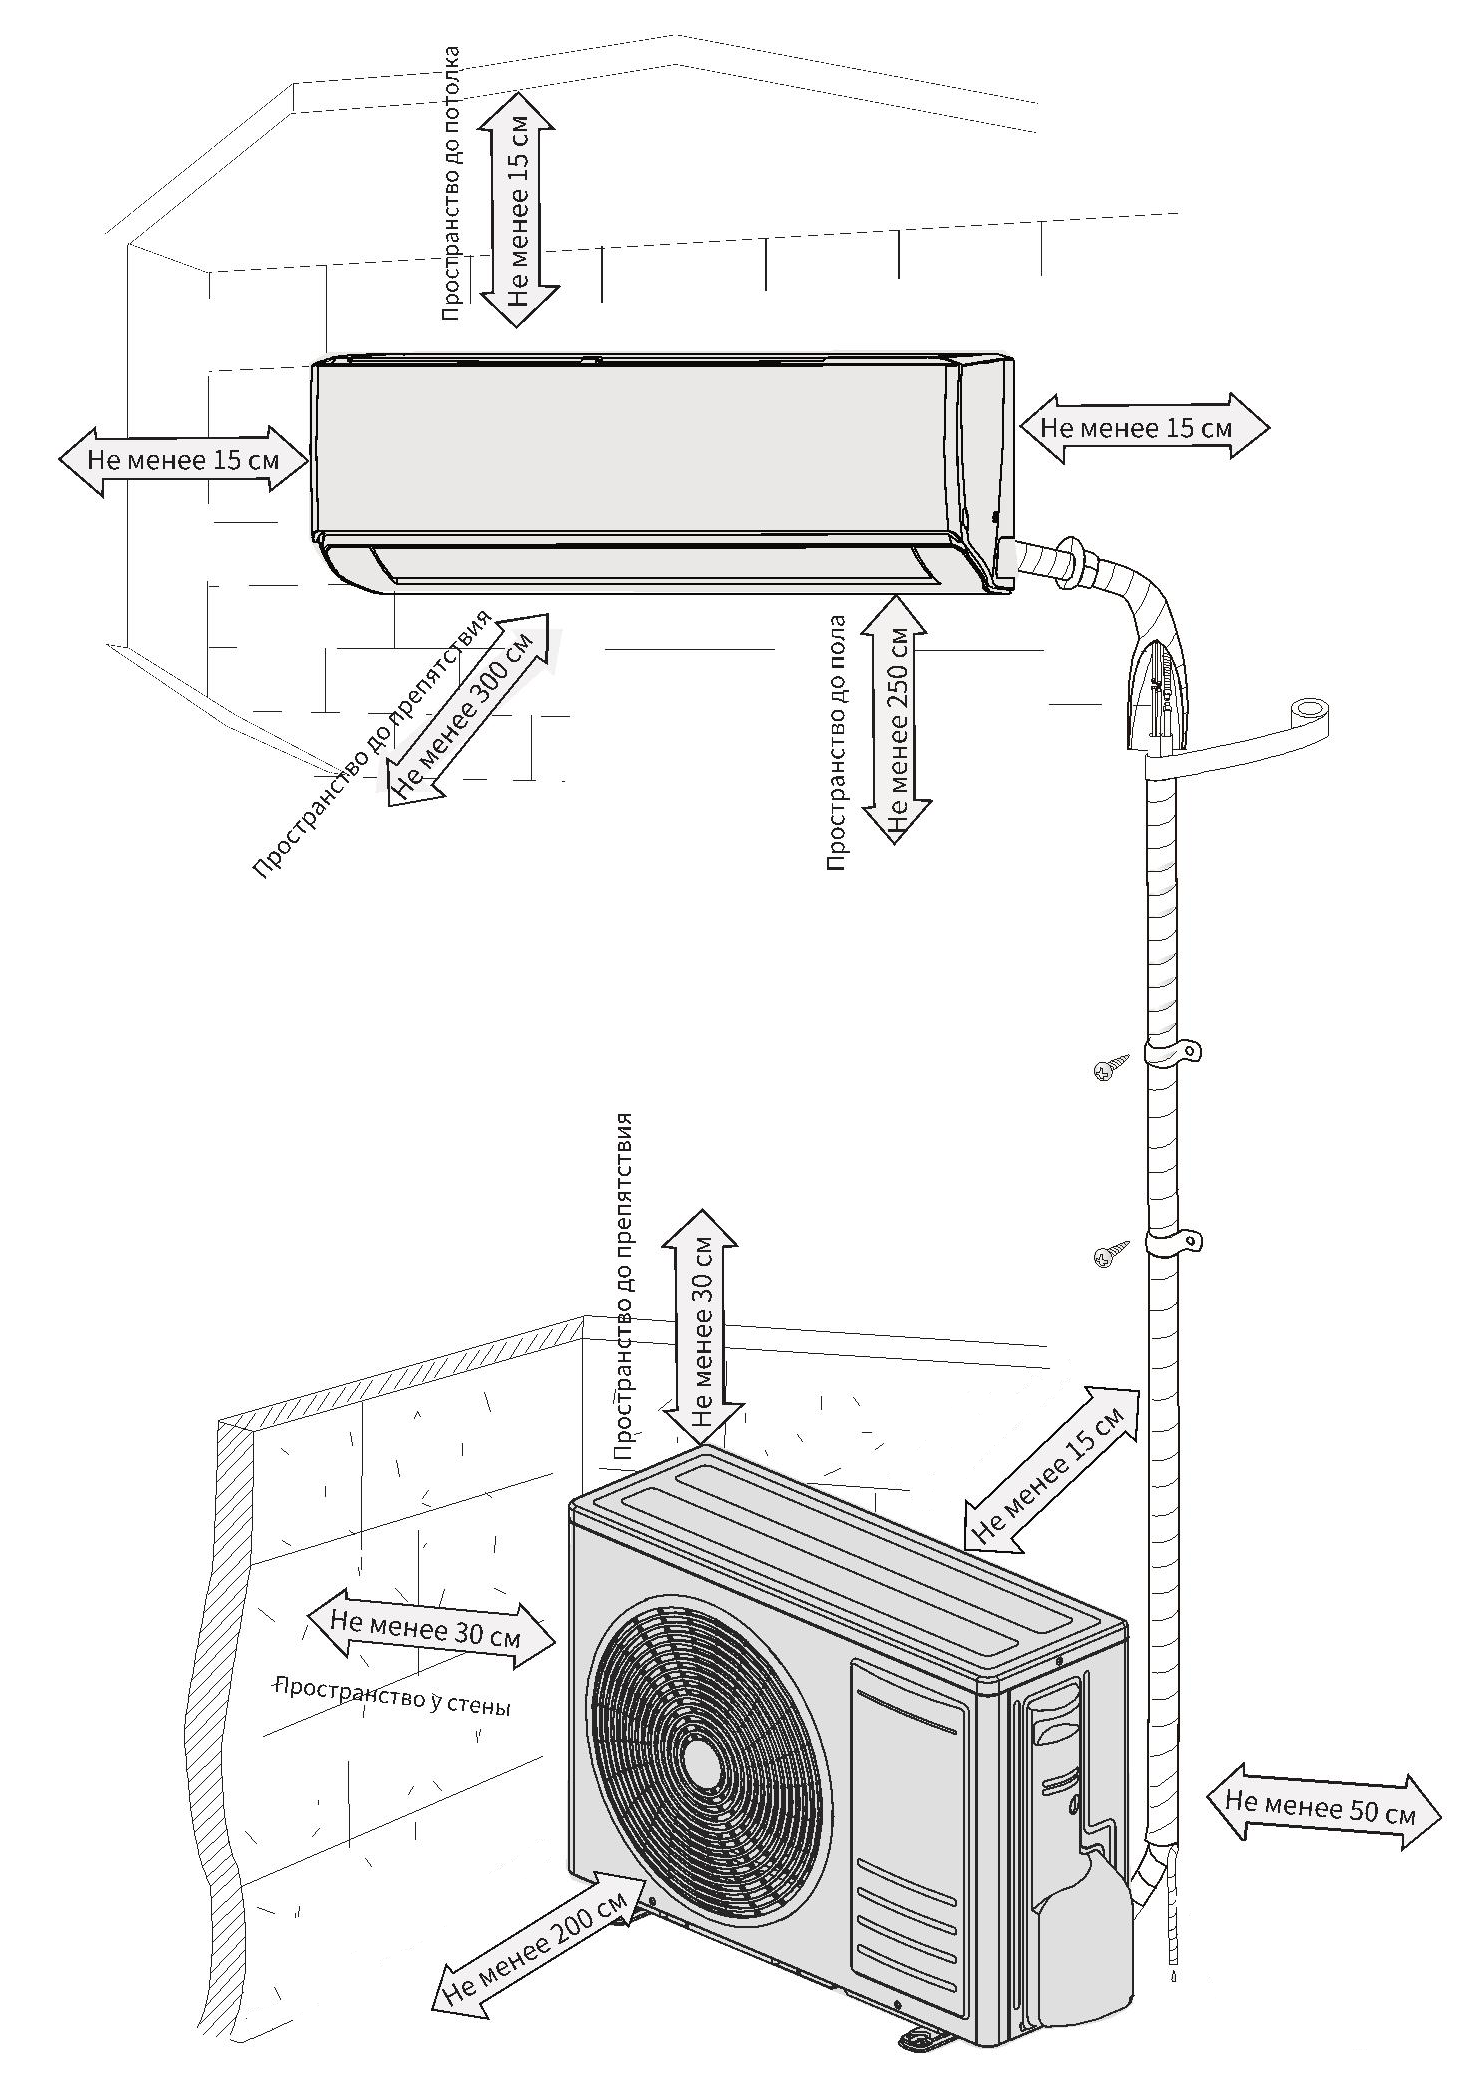 Пространство до потолка
Не менее 15 см
Не менее 15 см
Не менее 15 см
Пространство до препятствия
Не менее 300 см
Пространство до пола
Не менее 250 см
Пространство до препятствия
Не менее 30 см
Не менее 15 см
Не менее 30 см
Пространство у стены
Не менее 50 см
Не менее 200 см